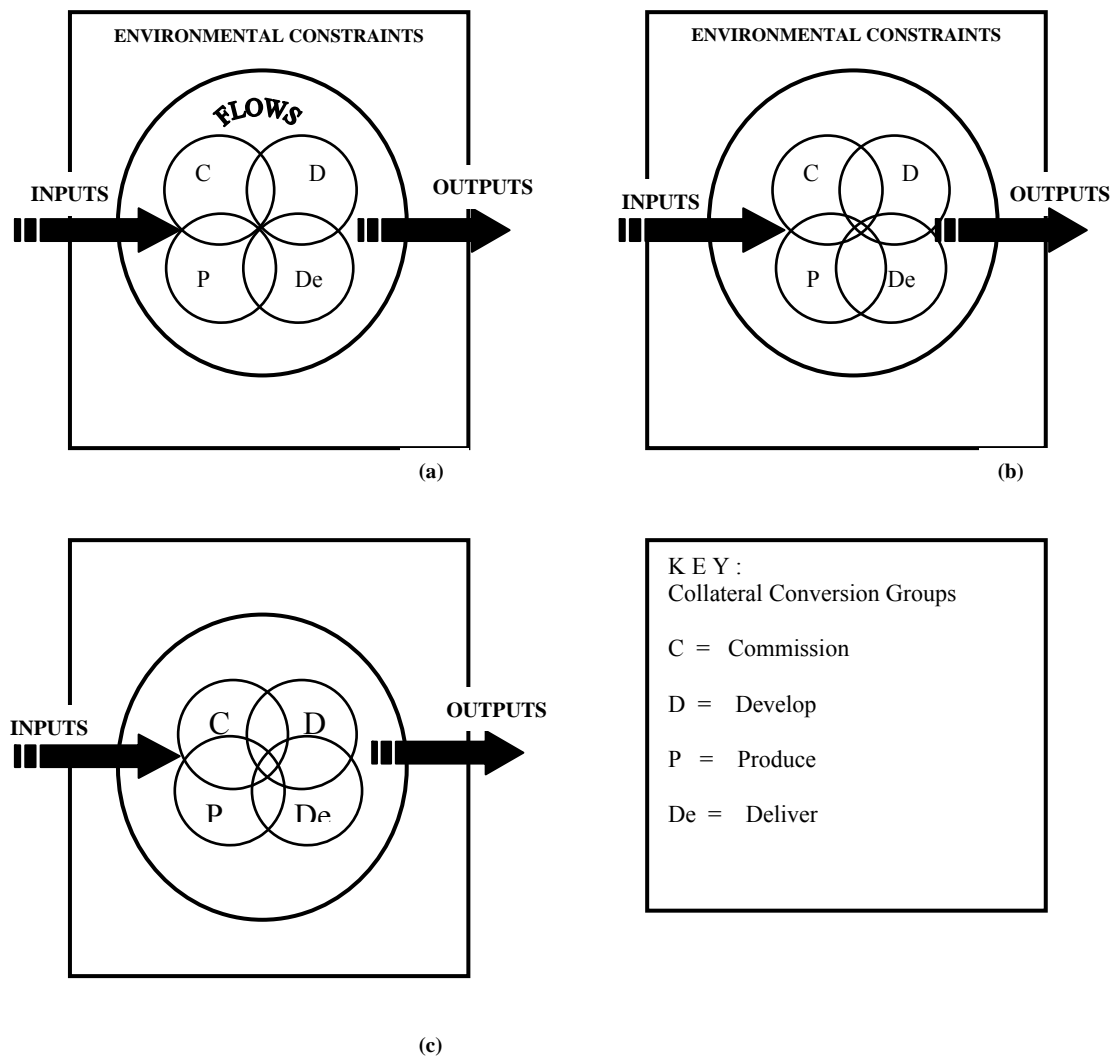 ENVIRONMENTAL CONSTRAINTS
FLOWS
C
D
INPUTS
OUTPUTS
P
De
(a)
ENVIRONMENTAL CONSTRAINTS
C
D
INPUTS
OUTPUTS
P
De
(b)
C
D
INPUTS
OUTPUTS
P
De
(c)
K E Y :
Collateral Conversion Groups
C = Commission
D = Develop
P = Produce
De = Deliver